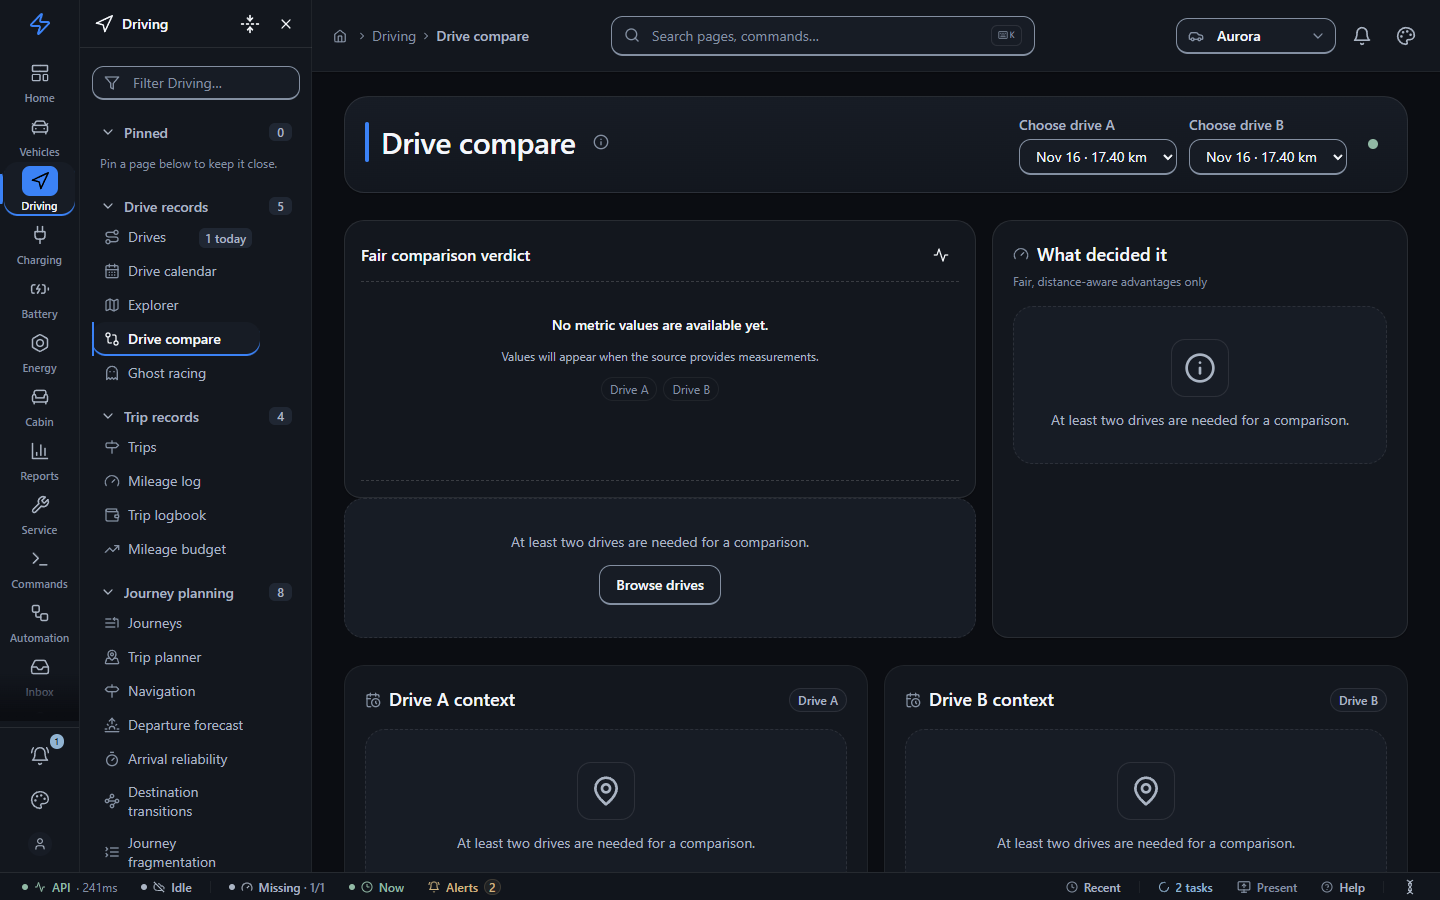 Home
Vehicles
Driving
Charging
Battery
Energy
Cabin
Reports
Service
Commands
Automation
Inbox
1
Driving
Filter Driving...
Pinned 0
Pin a page below to keep it close.
Drive records 5
Drives 1 today
Drive calendar
Explorer
Drive compare
Ghost racing
Trip records 4
Trips
Mileage log
Trip logbook
Mileage budget
Journey planning 8
Journeys
Trip planner
Navigation
Departure forecast
Arrival reliability
Destination
transitions
Journey
fragmentation
Driving Drive compare
Search pages, commands... K
Aurora
Drive compare
Choose drive A
Nov 16 · 17.40 km
Choose drive B
Nov 16 · 17.40 km
Fair comparison verdict
No metric values are available yet.
Values will appear when the source provides measurements.
Drive A Drive B
At least two drives are needed for a comparison.
Browse drives
What decided it
Fair, distance-aware advantages only
At least two drives are needed for a comparison.
Drive A context Drive A
At least two drives are needed for a comparison.
Drive B context Drive B
At least two drives are needed for a comparison.
API · 241ms Idle Missing · 1/1 Now Alerts 2 Recent 2 tasks Present Help